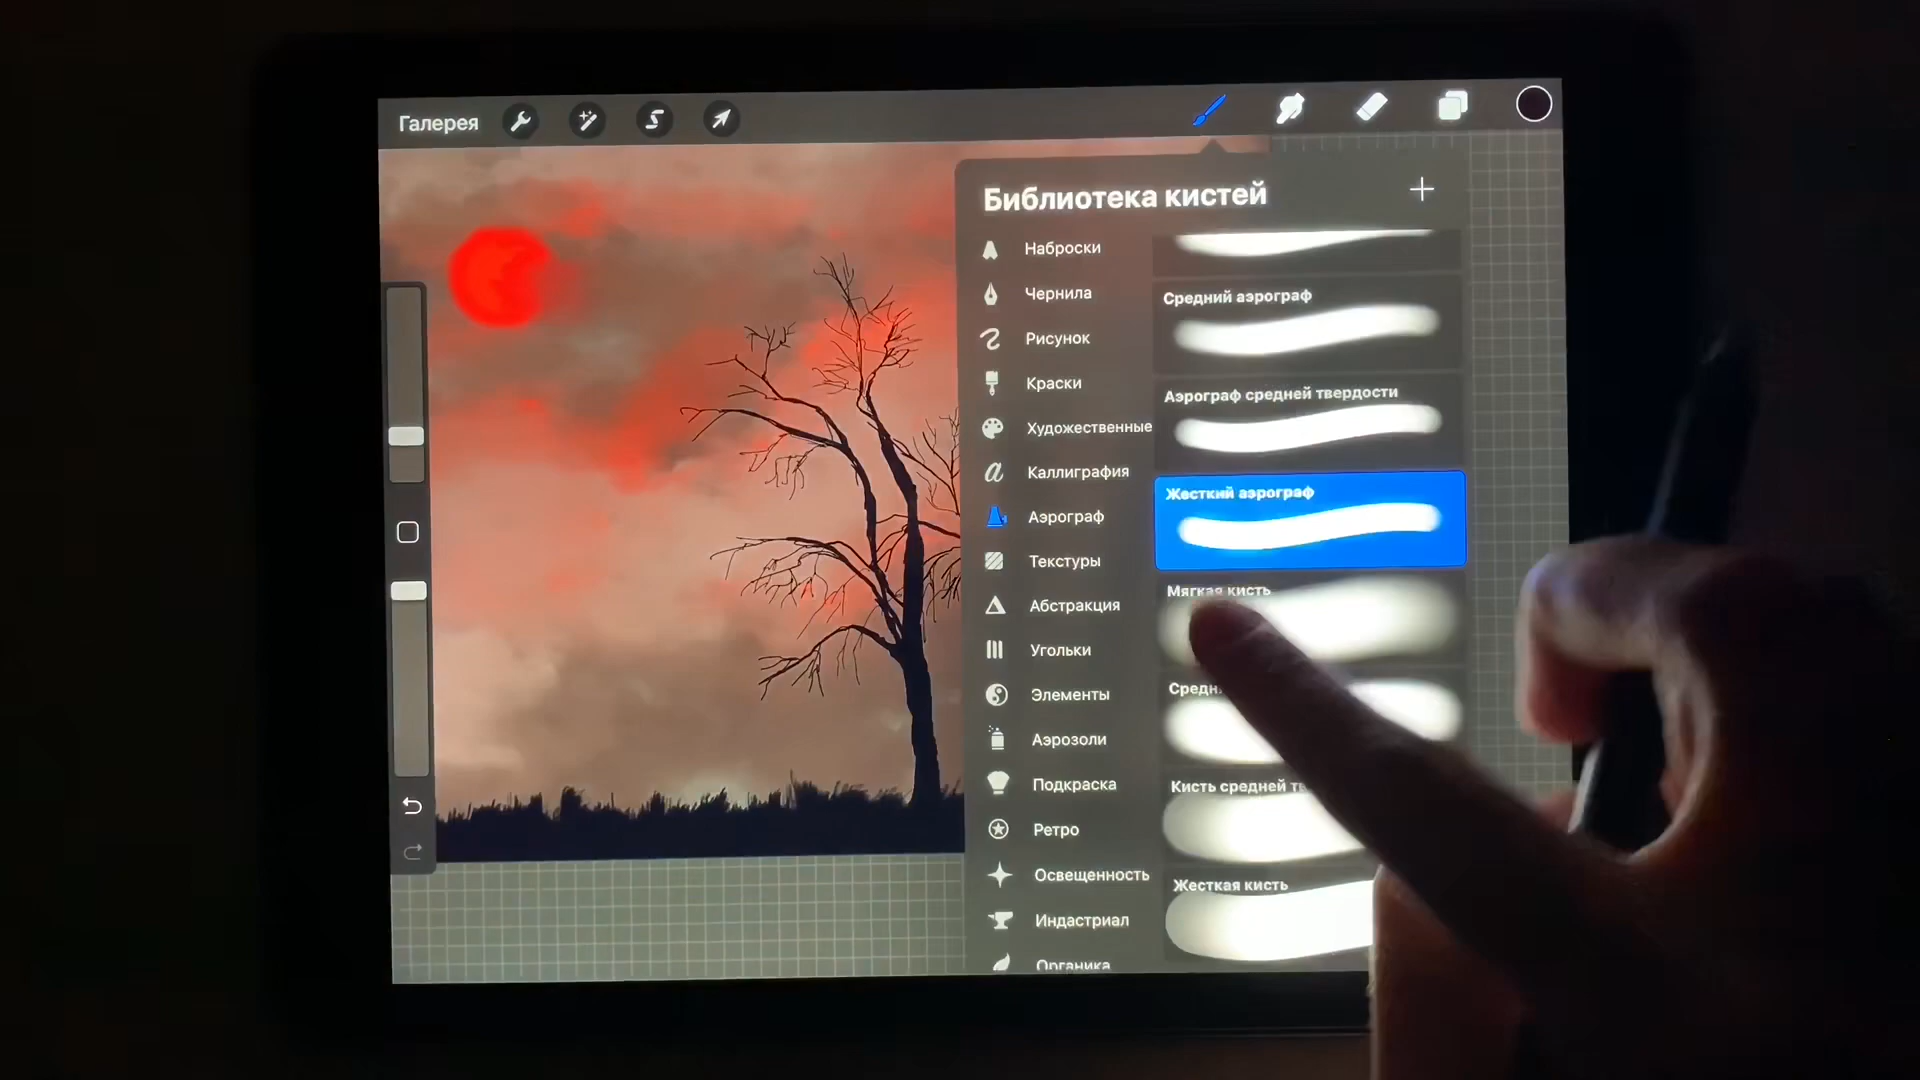 Галерея
Библиотека кистей
Наброски
Чернила
Рисунок
Краски
Художественные
Каллиграфия
Аэрограф
Текстуры
Абстракция
Угольки
Элементы
Аэрозоли
Подкраска
Ретро
Освещенность
Индастриал
Органика
Средний аэрограф
Аэрограф средней твердости
Жесткий аэрограф
Мягкая кисть
Кисть средней
Жесткая кисть